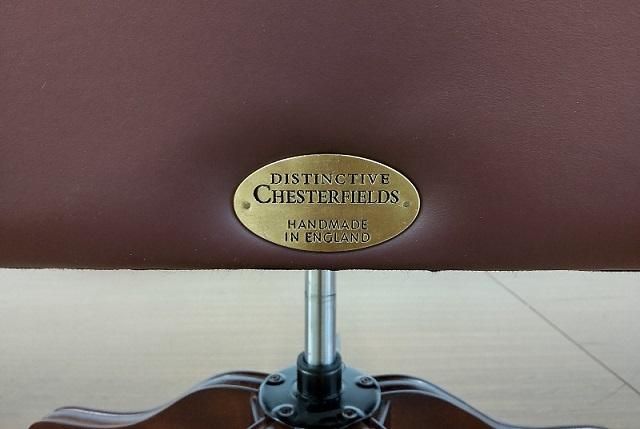 DISTINCTIVE
CHESTERFIELDS
HANDMADE
IN ENGLAND